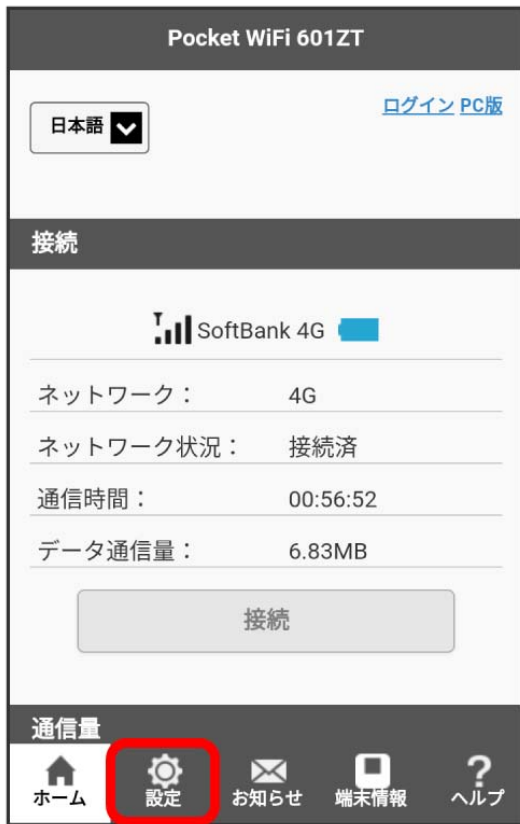 Pocket WiFi 601ZT
ログイン PC版
日本語
接続
SoftBank 4G
ネットワーク： 4G
ネットワーク状況： 接続済
通信時間： 00:56:52
データ通信量： 6.83MB
接続
通信量
ホーム 設定 お知らせ 端末情報 ヘルプ